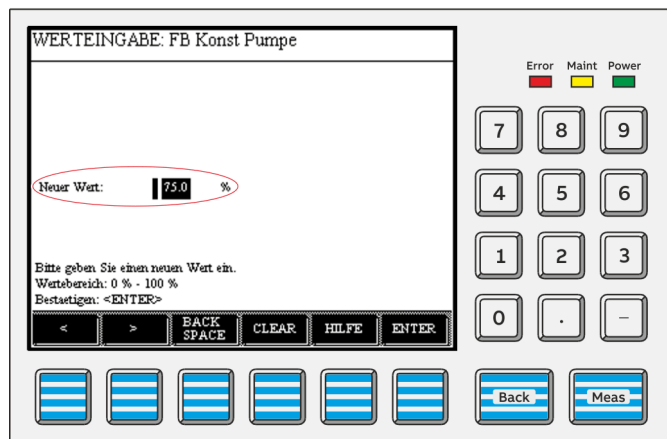 WERTEINGABE: FB Konst Pumpe
Error Maint Power
7 8 9
Neuer Wert: 75.0 %
4 5 6
Bitte geben Sie einen neuen Wert ein.
Wertebereich: 0 % - 100 %
Bestaetigen: <ENTER>
1 2 3
< > BACK SPACE CLEAR HILFE ENTER
0 . –
Back Meas